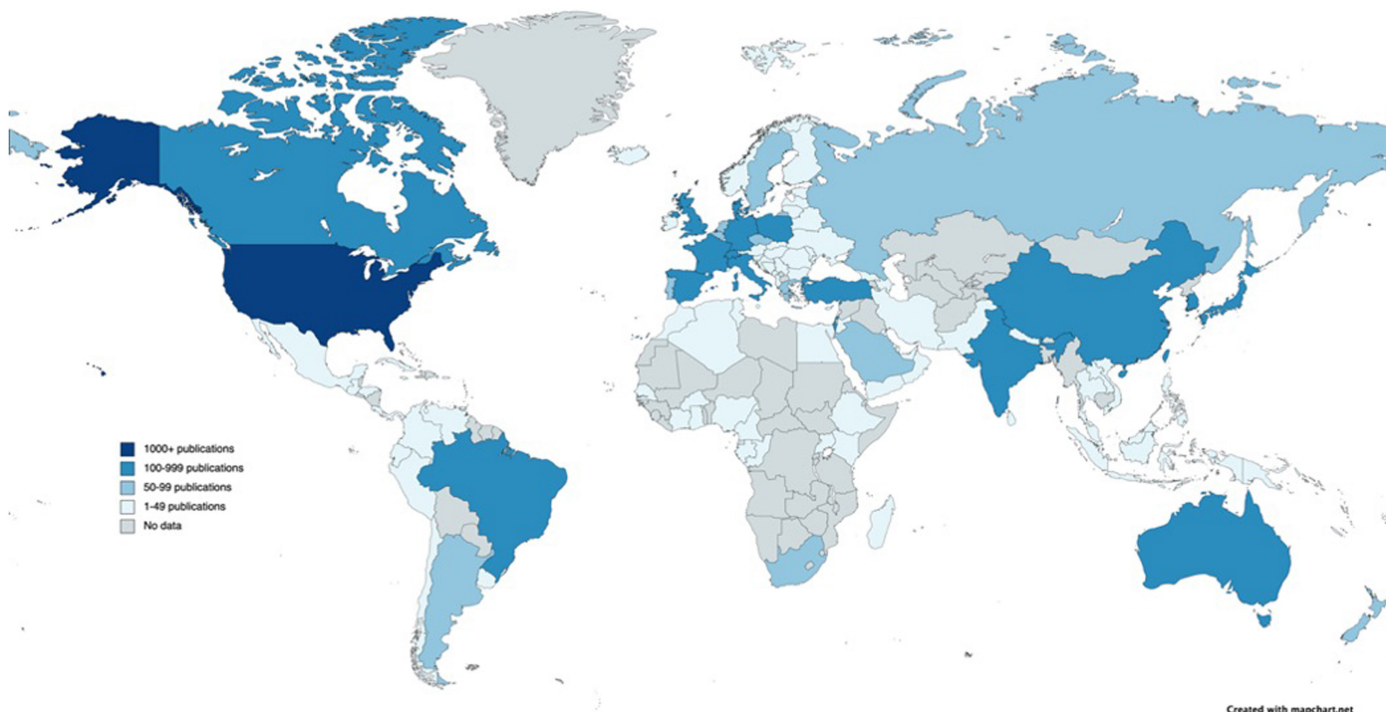 1000+ publications
100-999 publications
50-99 publications
1-49 publications
No data
Created with mapchart.net